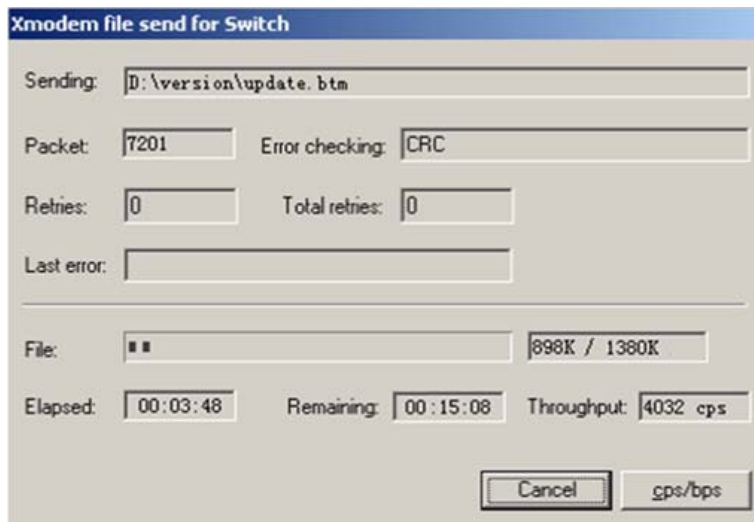 Xmodem file send for Switch
Sending: D:\version\update.btm
Packet: 7201 Error checking: CRC
Retries: 0 Total retries: 0
Last error:
File: 898K / 1380K
Elapsed: 00:03:48 Remaining: 00:15:08 Throughput: 4032 cps
Cancel cps/bps